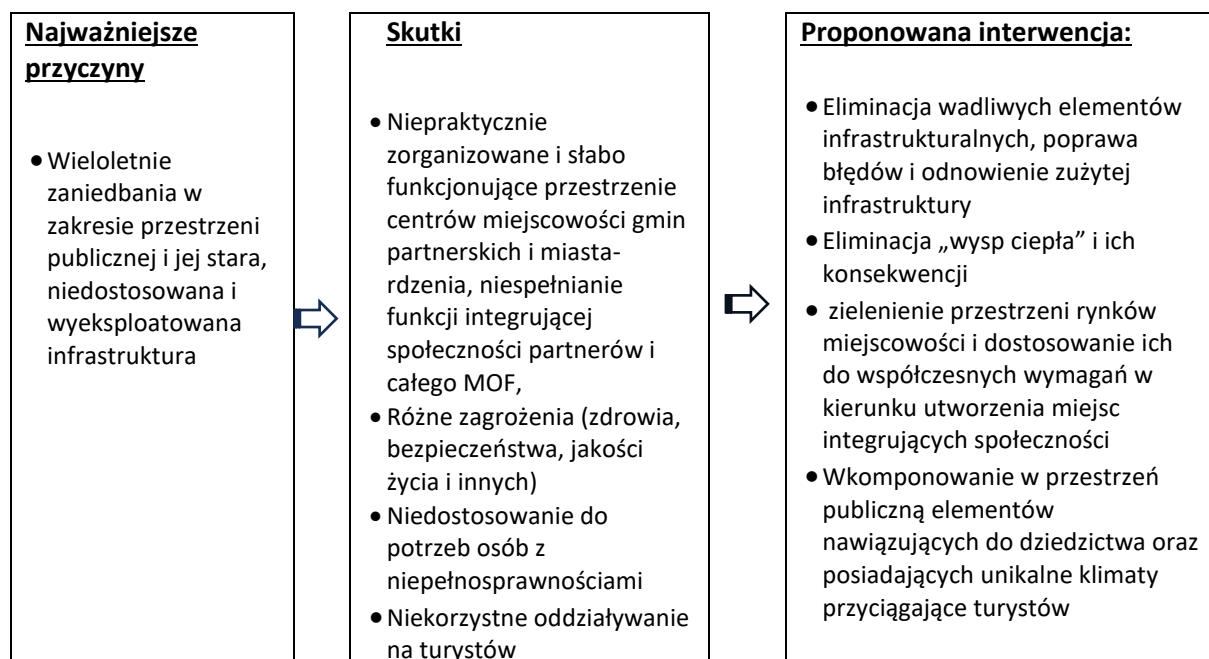 Najważniejsze
przyczyny
• Wieloletnie
zaniedbania w
zakresie przestrzeni
publicznej i jej stara,
niedostosowana i
wyeksploatowana
infrastruktura
Skutki
• Niepraktycznie
zorganizowane i słabo
funkcjonujące przestrzenie
centrów miejscowości gmin
partnerskich i miasta-
rdzenia, niespełnianie
funkcji integrującej
społeczności partnerów i
całego MOF,
• Różne zagrożenia (zdrowia,
bezpieczeństwa, jakości
życia i innych)
• Niedostosowanie do
potrzeb osób z
niepełnosprawnościami
• Niekorzystne oddziaływanie
na turystów
Proponowana interwencja:
• Eliminacja wadliwych elementów
infrastrukturalnych, poprawa
błędów i odnowienie zużytej
infrastruktury
• Eliminacja „wysp ciepła” i ich
konsekwencji
• zielenienie przestrzeni rynków
miejscowości i dostosowanie ich
do współczesnych wymagań w
kierunku utworzenia miejsc
integrujących społeczności
• Wkomponowanie w przestrzeń
publiczną elementów
nawiązujących do dziedzictwa oraz
posiadających unikalne klimaty
przyciągające turystów